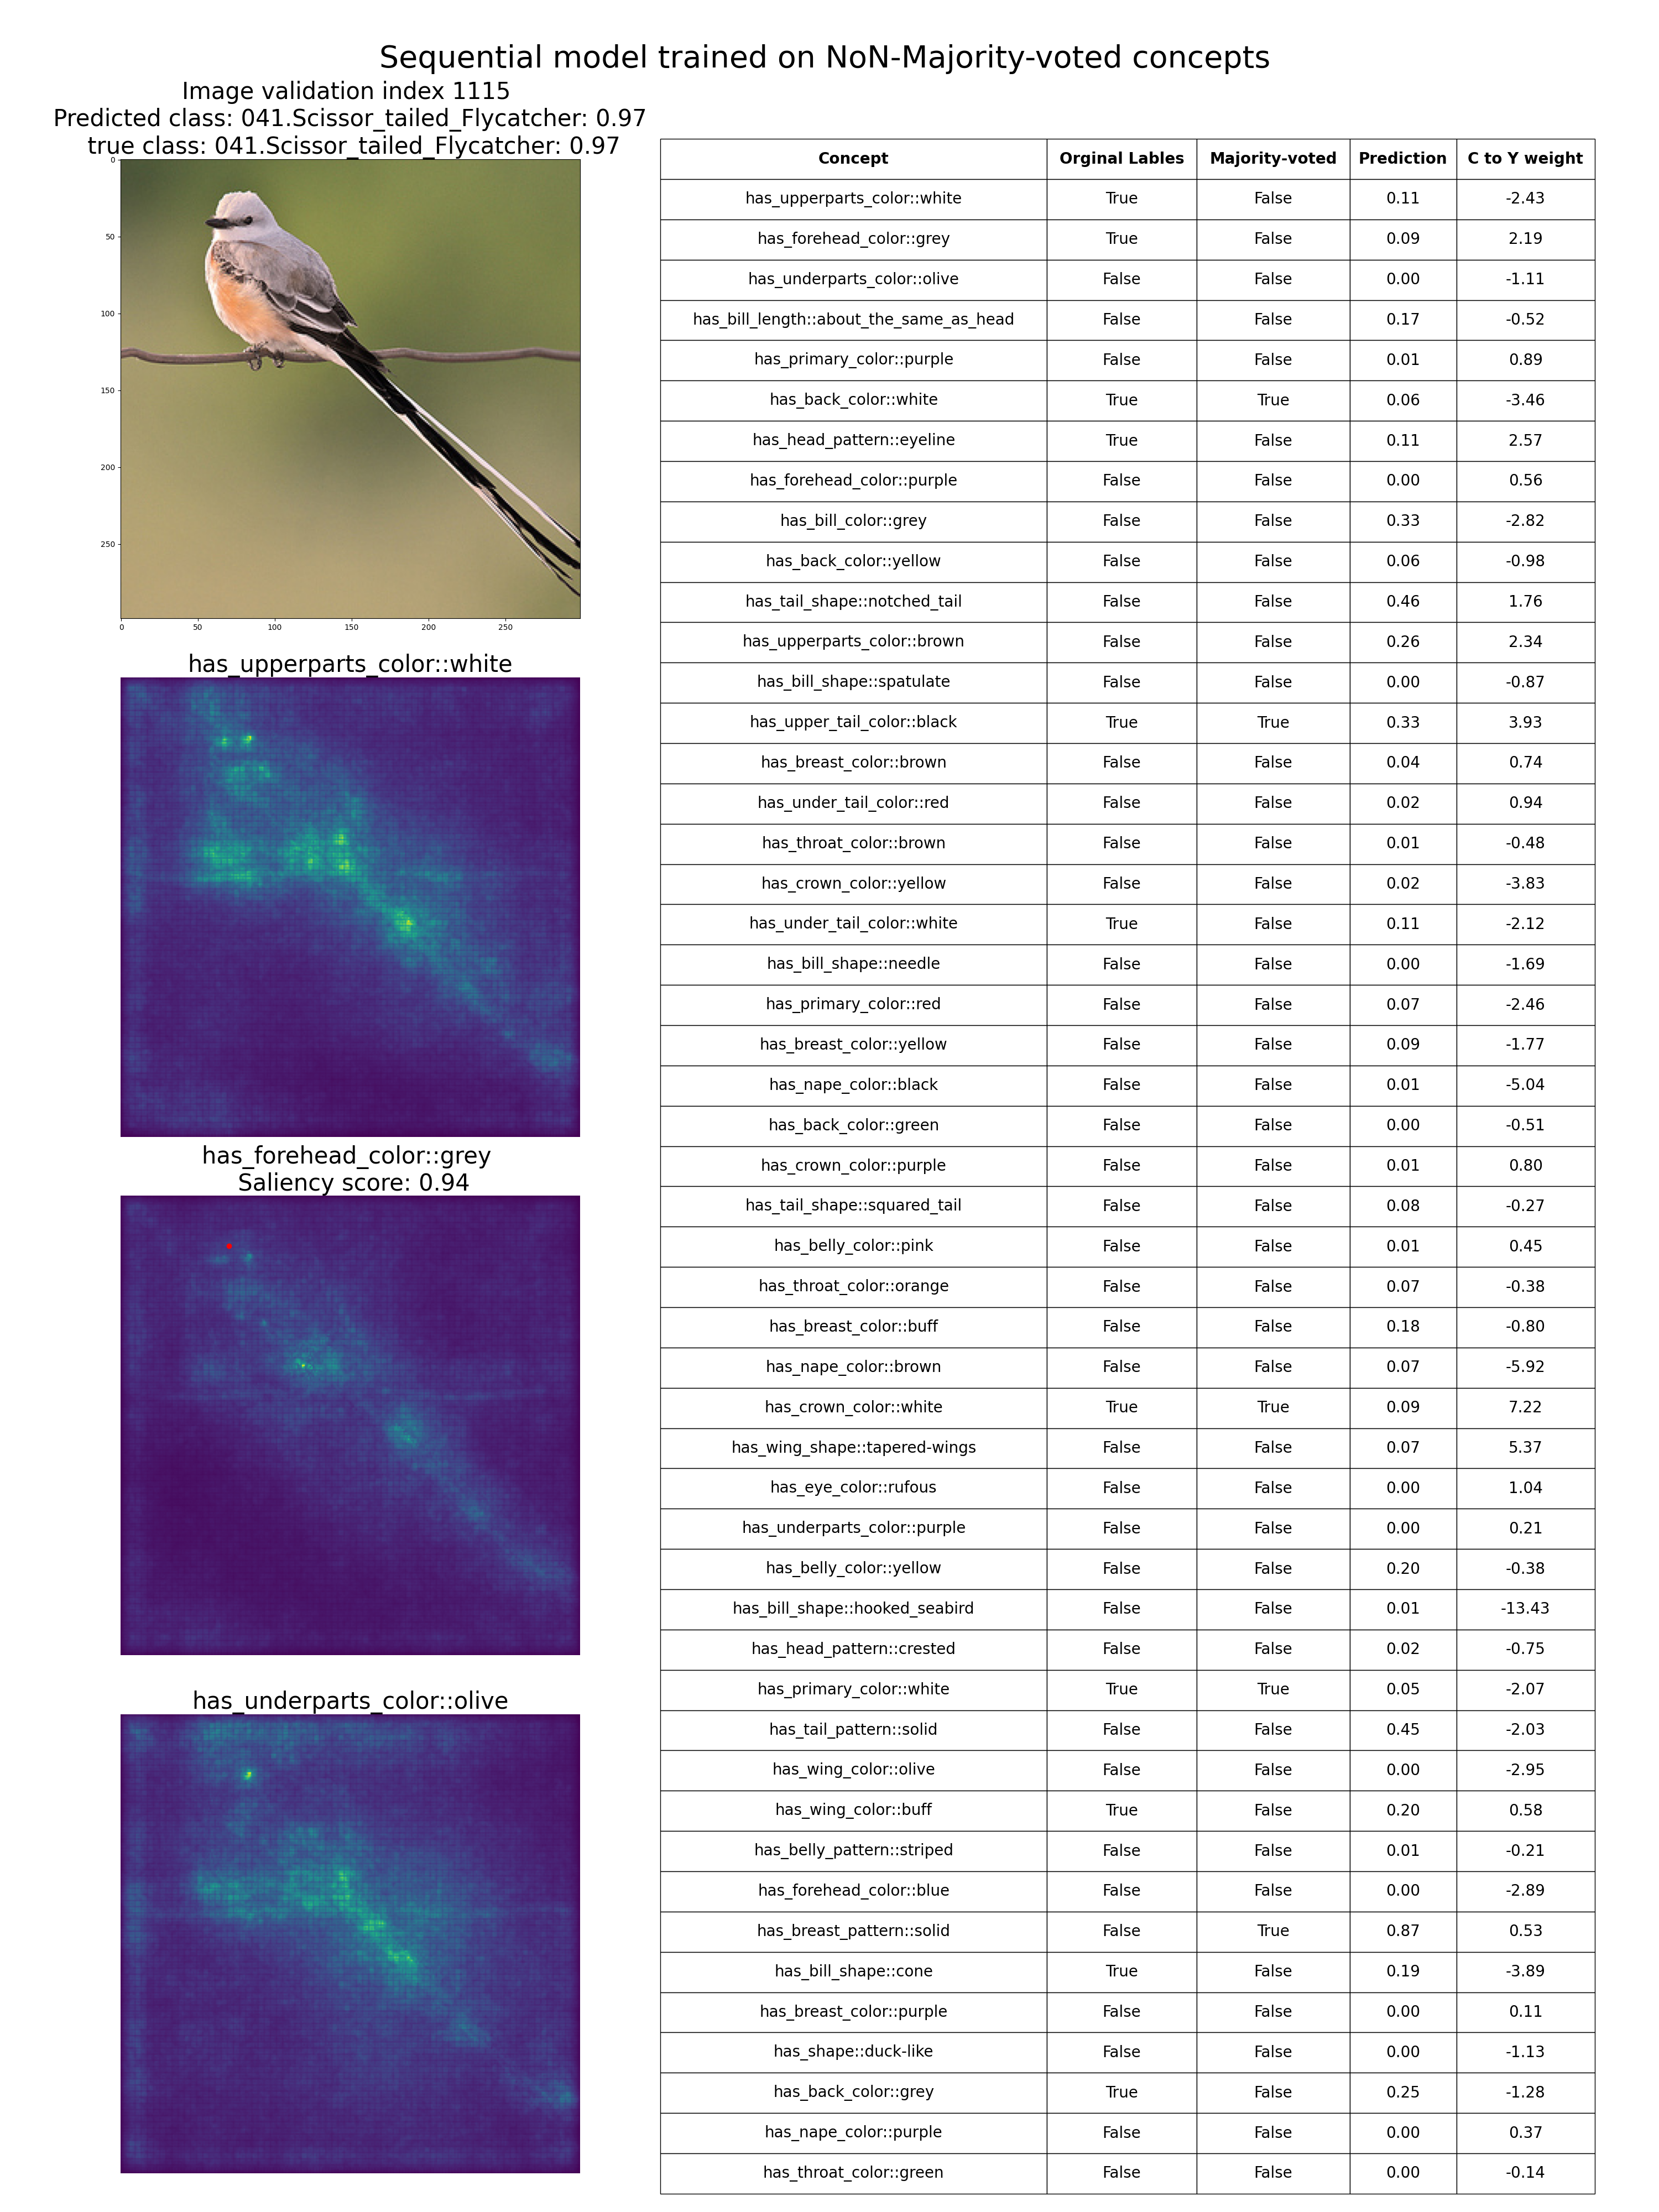 Sequential model trained on NoN-Majority-voted concepts
Image validation index 1115
Predicted class: 041.Scissor_tailed_Flycatcher: 0.97
true class: 041.Scissor_tailed_Flycatcher: 0.97
0
50
100
150
200
250
0 50 100 150 200 250
has_upperparts_color::white
has_forehead_color::grey
Saliency score: 0.94
has_underparts_color::olive
Concept Orginal Lables Majority-voted Prediction C to Y weight
has_upperparts_color::white True False 0.11 -2.43
has_forehead_color::grey True False 0.09 2.19
has_underparts_color::olive False False 0.00 -1.11
has_bill_length::about_the_same_as_head False False 0.17 -0.52
has_primary_color::purple False False 0.01 0.89
has_back_color::white True True 0.06 -3.46
has_head_pattern::eyeline True False 0.11 2.57
has_forehead_color::purple False False 0.00 0.56
has_bill_color::grey False False 0.33 -2.82
has_back_color::yellow False False 0.06 -0.98
has_tail_shape::notched_tail False False 0.46 1.76
has_upperparts_color::brown False False 0.26 2.34
has_bill_shape::spatulate False False 0.00 -0.87
has_upper_tail_color::black True True 0.33 3.93
has_breast_color::brown False False 0.04 0.74
has_under_tail_color::red False False 0.02 0.94
has_throat_color::brown False False 0.01 -0.48
has_crown_color::yellow False False 0.02 -3.83
has_under_tail_color::white True False 0.11 -2.12
has_bill_shape::needle False False 0.00 -1.69
has_primary_color::red False False 0.07 -2.46
has_breast_color::yellow False False 0.09 -1.77
has_nape_color::black False False 0.01 -5.04
has_back_color::green False False 0.00 -0.51
has_crown_color::purple False False 0.01 0.80
has_tail_shape::squared_tail False False 0.08 -0.27
has_belly_color::pink False False 0.01 0.45
has_throat_color::orange False False 0.07 -0.38
has_breast_color::buff False False 0.18 -0.80
has_nape_color::brown False False 0.07 -5.92
has_crown_color::white True True 0.09 7.22
has_wing_shape::tapered-wings False False 0.07 5.37
has_eye_color::rufous False False 0.00 1.04
has_underparts_color::purple False False 0.00 0.21
has_belly_color::yellow False False 0.20 -0.38
has_bill_shape::hooked_seabird False False 0.01 -13.43
has_head_pattern::crested False False 0.02 -0.75
has_primary_color::white True True 0.05 -2.07
has_tail_pattern::solid False False 0.45 -2.03
has_wing_color::olive False False 0.00 -2.95
has_wing_color::buff True False 0.20 0.58
has_belly_pattern::striped False False 0.01 -0.21
has_forehead_color::blue False False 0.00 -2.89
has_breast_pattern::solid False True 0.87 0.53
has_bill_shape::cone True False 0.19 -3.89
has_breast_color::purple False False 0.00 0.11
has_shape::duck-like False False 0.00 -1.13
has_back_color::grey True False 0.25 -1.28
has_nape_color::purple False False 0.00 0.37
has_throat_color::green False False 0.00 -0.14